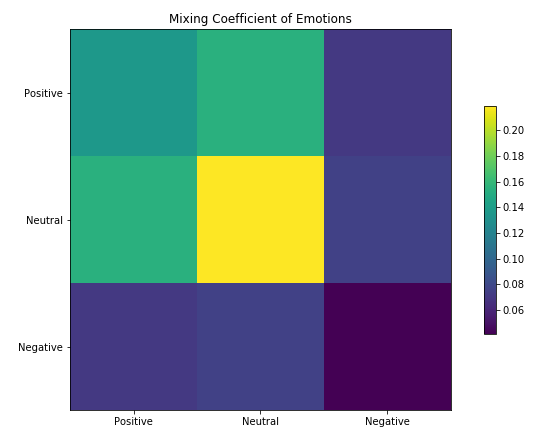 Mixing Coefficient of Emotions
Positive
Neutral
Negative
Positive
Neutral
Negative
0.20
0.18
0.16
0.14
0.12
0.10
0.08
0.06